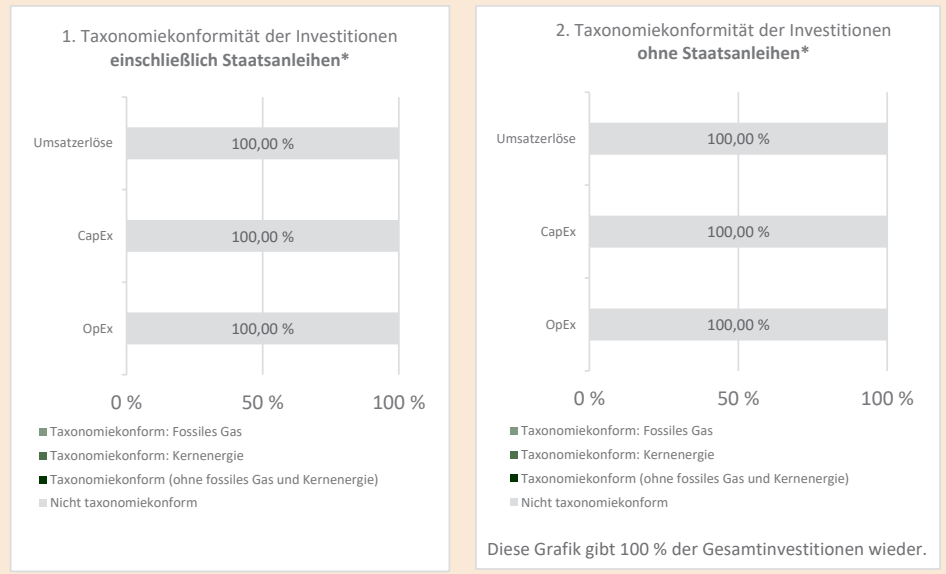 1. Taxonomiekonformität der Investitionen
einschließlich Staatsanleihen*
Umsatzerlöse
100,00 %
CapEx
100,00 %
OpEx
100,00 %
0 %
50 %
100 %
Taxonomiekonform: Fossiles Gas
Taxonomiekonform: Kernenergie
Taxonomiekonform (ohne fossiles Gas und Kernenergie)
Nicht taxonomiekonform
2. Taxonomiekonformität der Investitionen
ohne Staatsanleihen*
Umsatzerlöse
100,00 %
CapEx
100,00 %
OpEx
100,00 %
0 %
50 %
100 %
Taxonomiekonform: Fossiles Gas
Taxonomiekonform: Kernenergie
Taxonomiekonform (ohne fossiles Gas und Kernenergie)
Nicht taxonomiekonform
Diese Grafik gibt 100 % der Gesamtinvestitionen wieder.